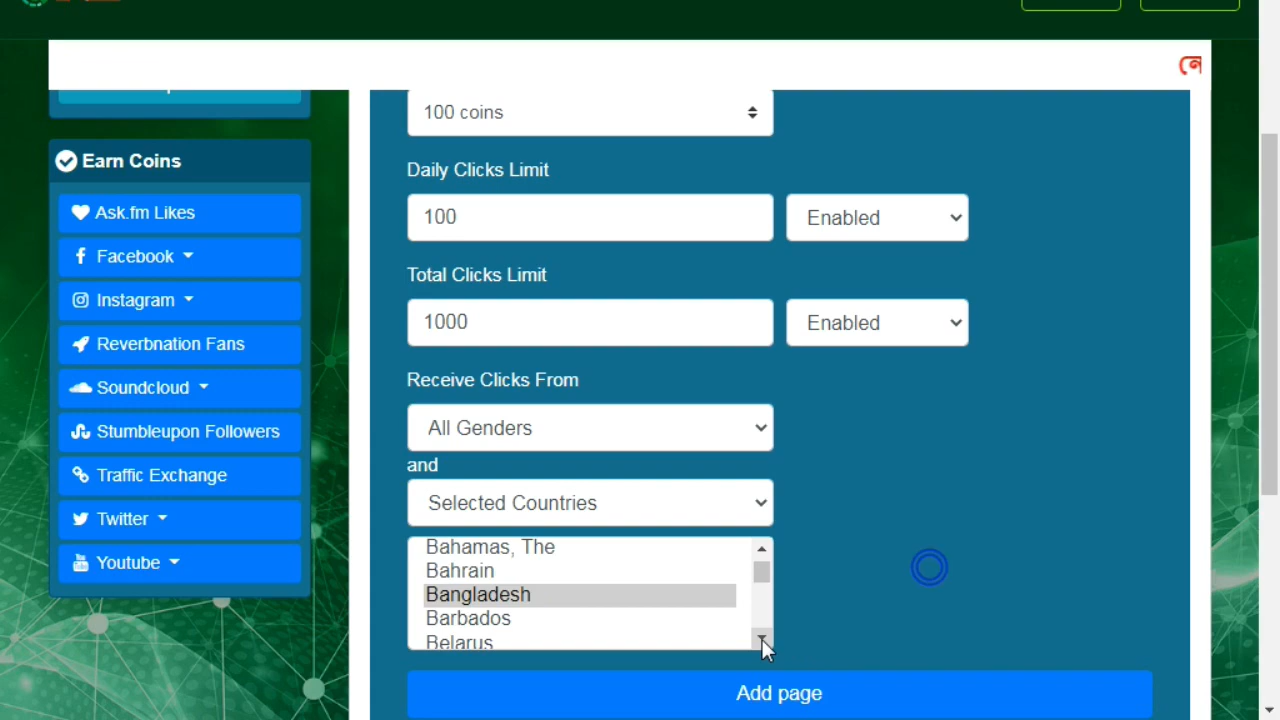 লে
100 coins
Earn Coins
Daily Clicks Limit
Ask.fm Likes
100
Enabled
Facebook
Total Clicks Limit
Instagram
1000
Enabled
Reverbnation Fans
Receive Clicks From
Soundcloud
All Genders
Stumbleupon Followers
and
Traffic Exchange
Selected Countries
Twitter
Bahamas, The
Youtube
Bahrain
Bangladesh
Barbados
Belarus
Add page